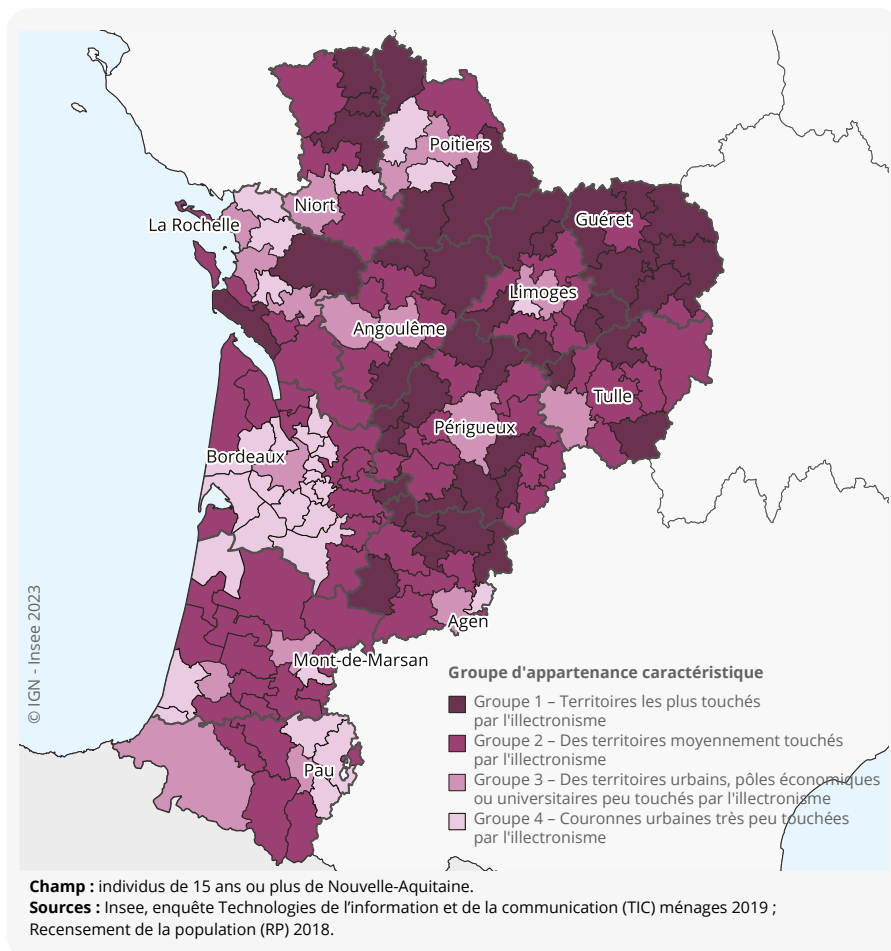 Poitiers
Niort
La Rochelle
Guéret
Limoges
Angoulême
Tulle
Périgueux
Bordeaux
Agen
Mont-de-Marsan
Pau
© IGN - Insee 2023
Groupe d'appartenance caractéristique
Groupe 1 – Territoires les plus touchés
par l'illectronisme
Groupe 2 – Des territoires moyennement touchés
par l'illectronisme
Groupe 3 – Des territoires urbains, pôles économiques
ou universitaires peu touchés par l'illectronisme
Groupe 4 – Couronnes urbaines très peu touchées
par l'illectronisme
Champ : individus de 15 ans ou plus de Nouvelle-Aquitaine.
Sources : Insee, enquête Technologies de l'information et de la communication (TIC) ménages 2019 ;
Recensement de la population (RP) 2018.